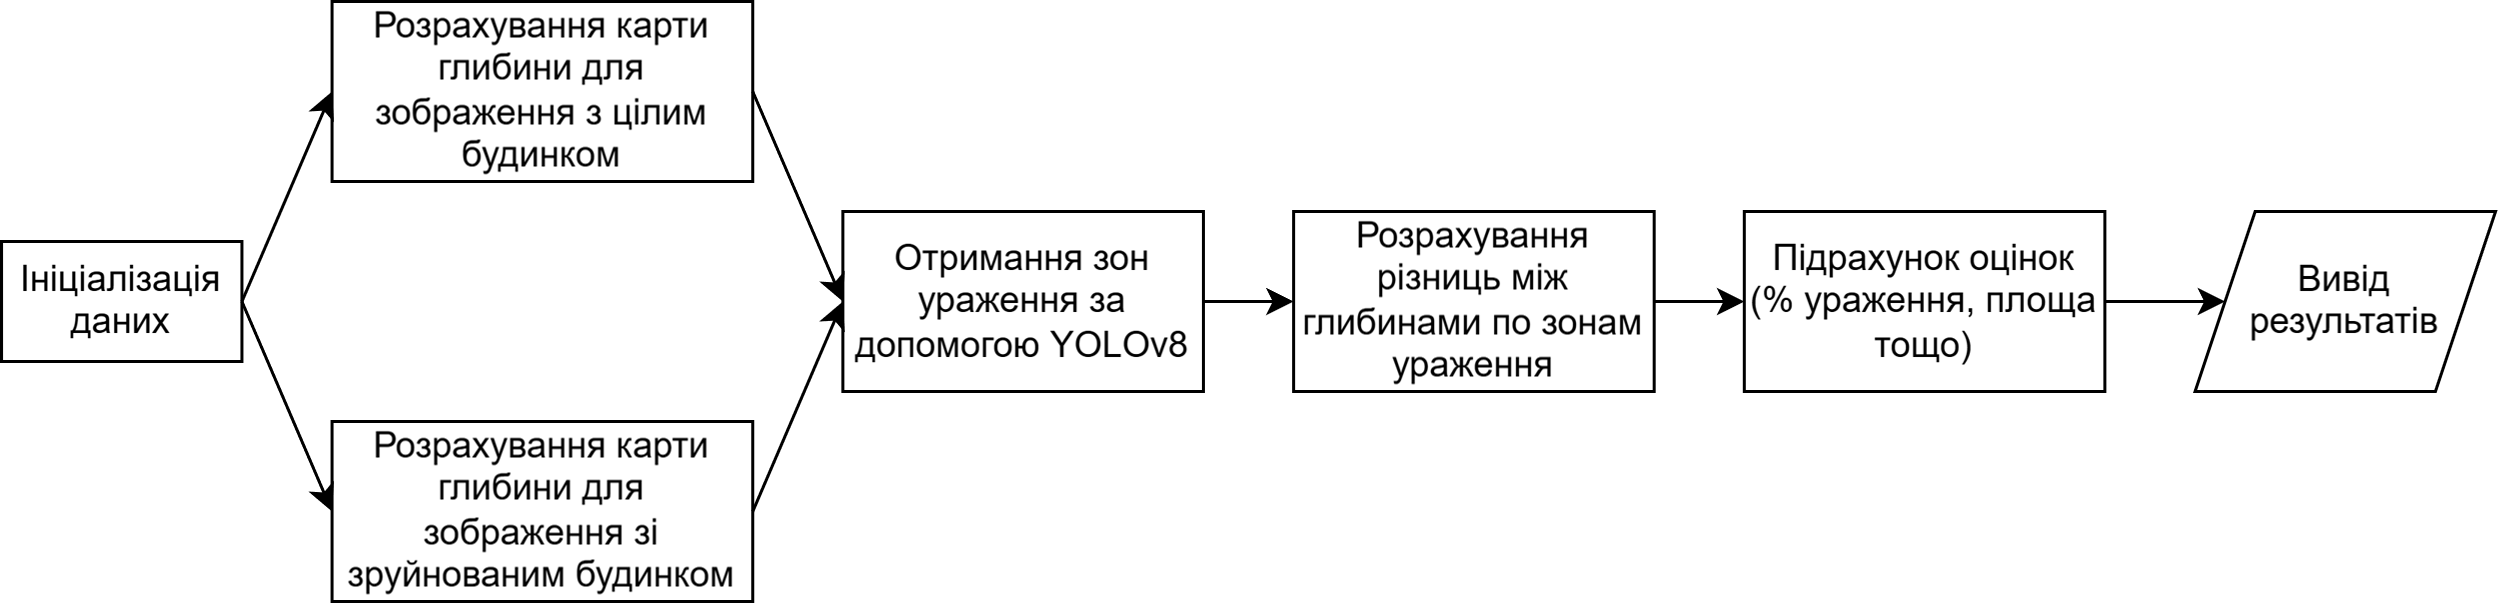 Ініціалізація
даних
Розрахування карти
глибини для
зображення з цілим
будинком
Розрахування карти
глибини для
зображення зі
зруйнованим будинком
Отримання зон
ураження за
допомогою YOLOv8
Розрахування
різниць між
глибинами по зонам
ураження
Підрахунок оцінок
(% ураження, площа
тощо)
Вивід
результатів